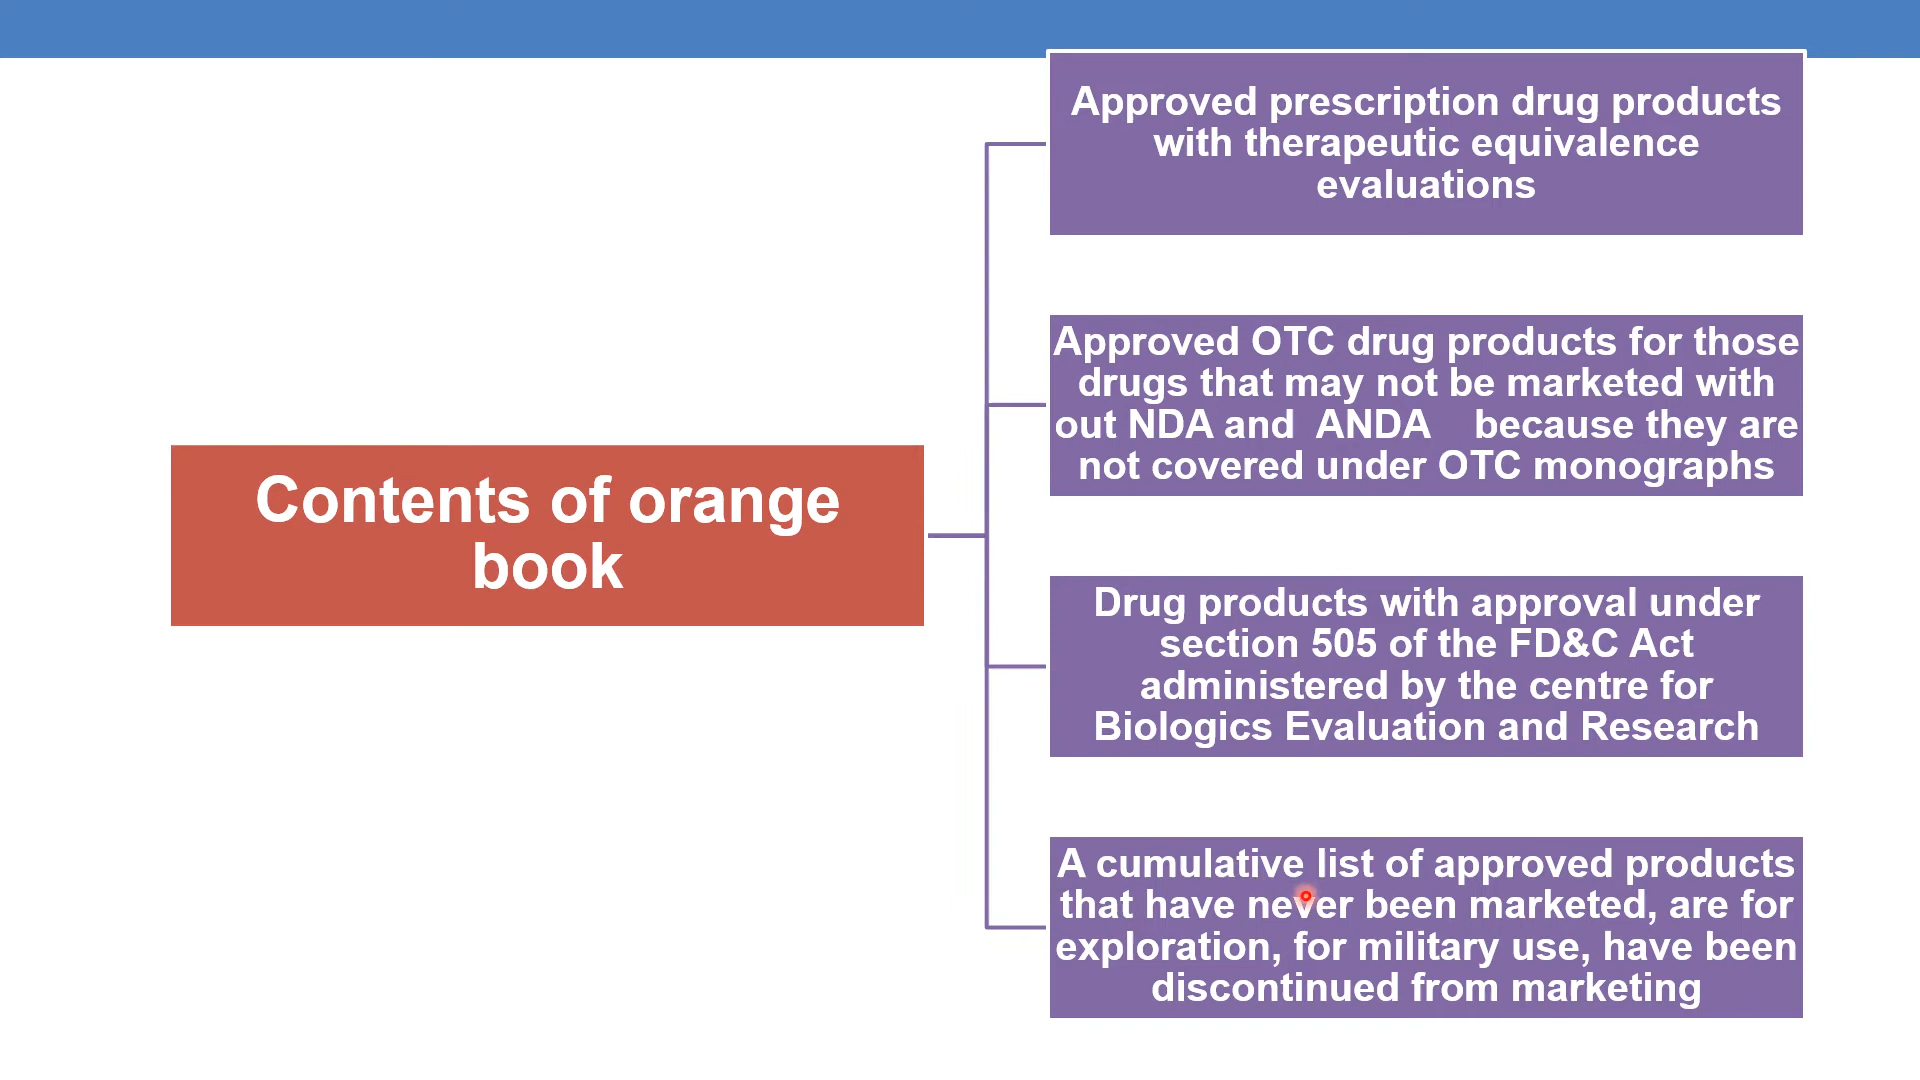 Contents of orange
book
Approved prescription drug products
with therapeutic equivalence
evaluations
Approved OTC drug products for those
drugs that may not be marketed with
out NDA and  ANDA    because they are
not covered under OTC monographs
Drug products with approval under
section 505 of the FD&C Act
administered by the centre for
Biologics Evaluation and Research
A cumulative list of approved products
that have never been marketed, are for
exploration, for military use, have been
discontinued from marketing